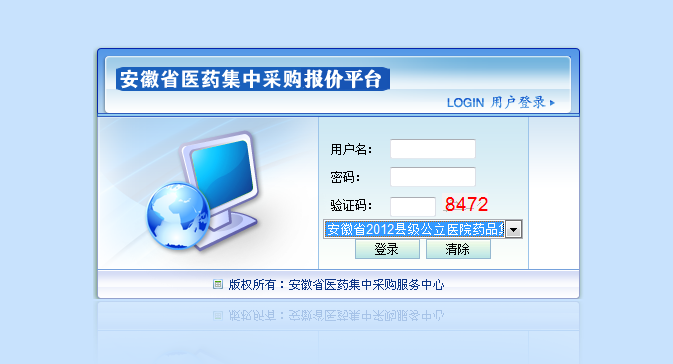 安徽省医药集中采购报价平台
LOGIN 用户登录
用户名：
密码：
验证码： 8472
安徽省2012县级公立医院药品集
登录 清除
版权所有：安徽省医药集中采购服务中心